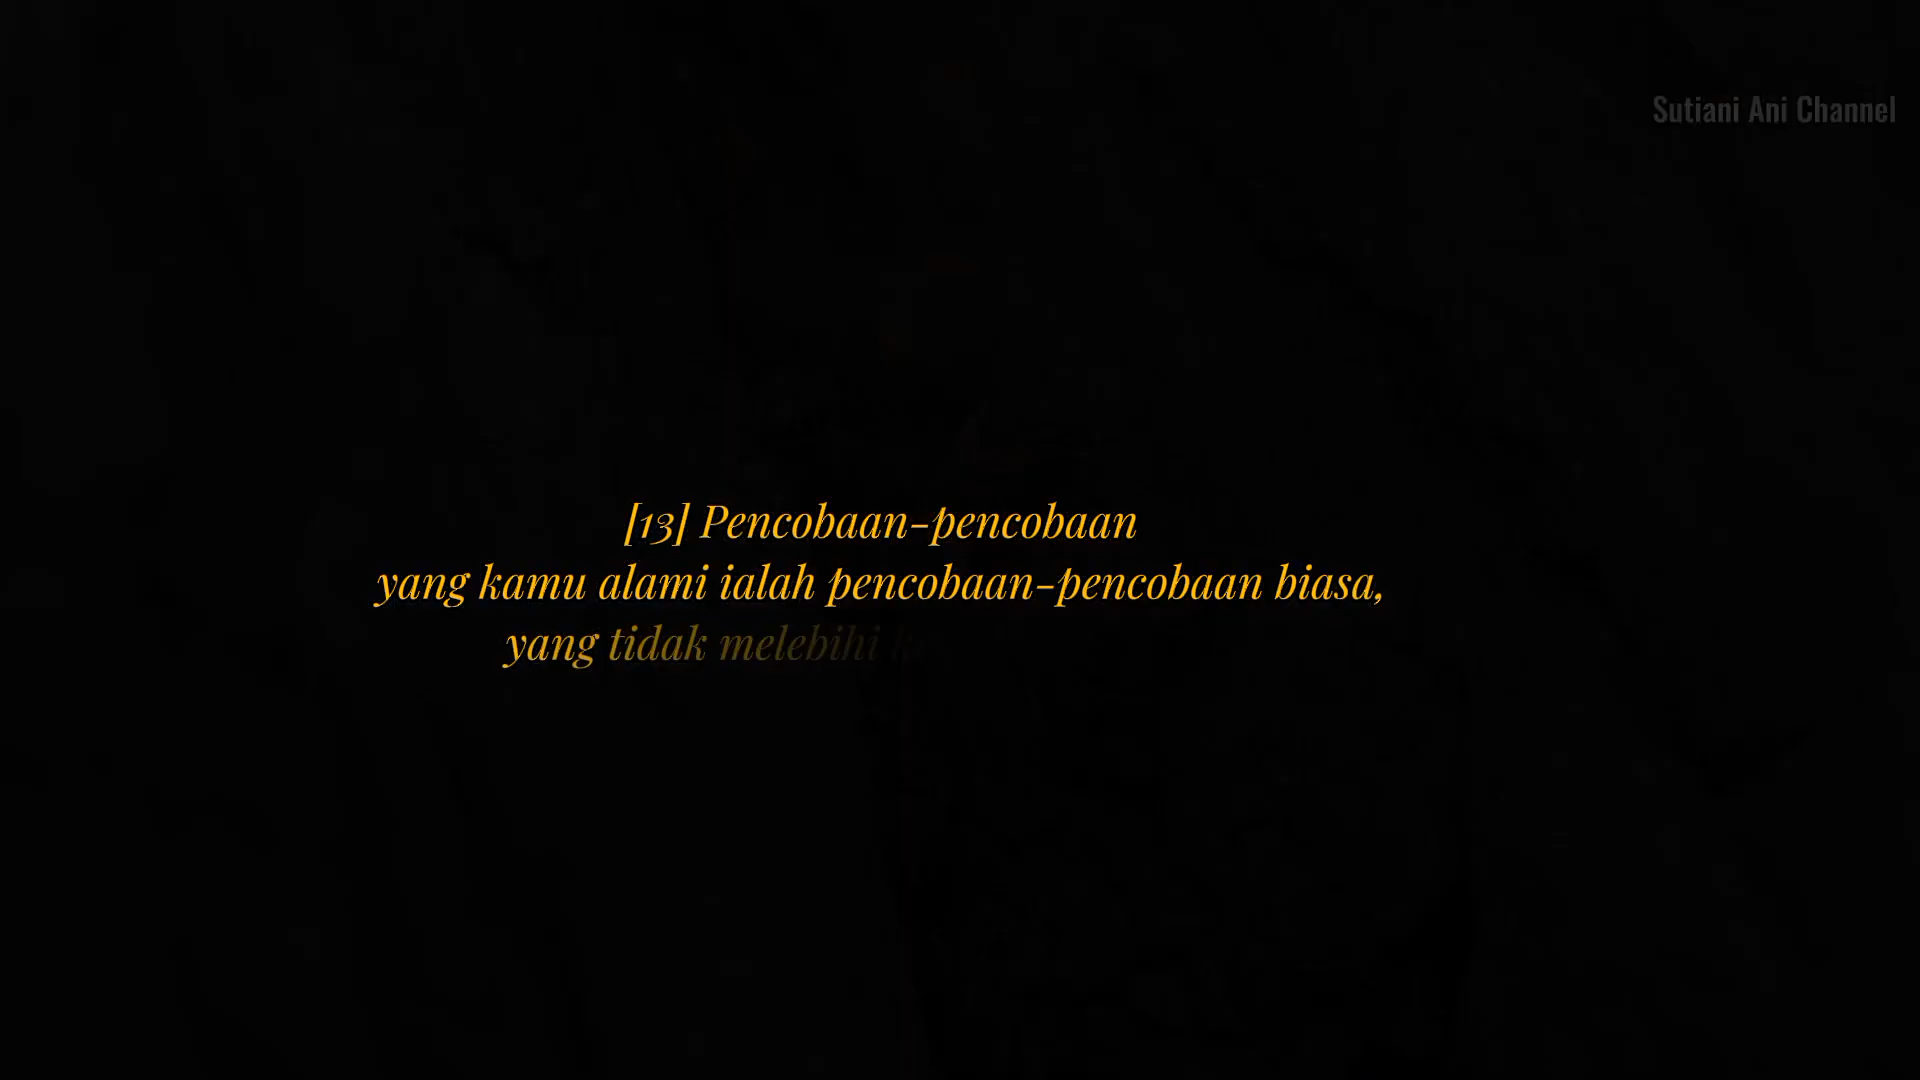 Sutiani Ani Channel
[13] Pencobaan-pencobaan
yang kamu alami ialah pencobaan-pencobaan biasa,
yang tidak melebihi